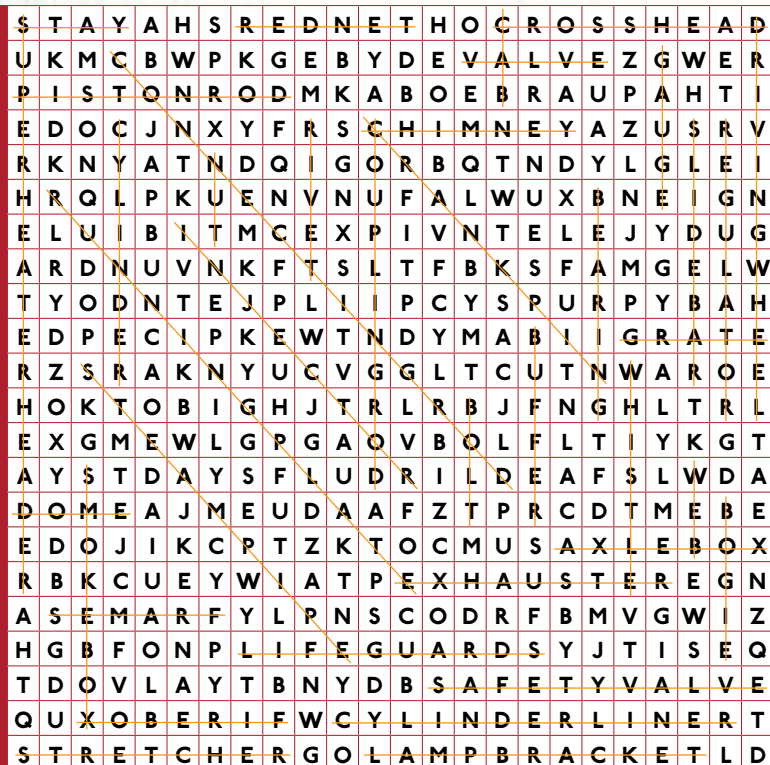 S T A Y A H S R E D N E T H O C R O S S H E A D
U K M C B W P K G E B Y D E V A L V E Z G W E R
P I S T O N R O D M K A B O E B R A U P A H T I
E D O C J N X Y F R S C H I M N E Y A Z U S R V
R K N Y A T N D Q I G O R B Q T N D Y L G L E I
H R Q L P K U E N V N U F A L W U X B N E I G N
E L U I B I T M C E X P I V N T E L E J Y D U G
A R D N U V N K F T S L T F B K S F A M G E L W
T Y O D N T E J P L I I P C Y S P U R P Y B A H
E D P E C I P K E W T N D Y M A B I I G R A T E
R Z S R A K N Y U C V G G L T C U T N W A R O E
H O K T O B I G H J T R L R B J F N G H L T R L
E X G M E W L G P G A O V B O L F L T I Y K G T
A Y S T D A Y S F L U D R I L D E A F S L W D A
D O M E A J M E U D A A F Z T P R C D T M E B E
E D O J I K C P T Z K T O C M U S A X L E B O X
R B K C U E Y W I A T P E X H A U S T E R E G N
A S E M A R F Y L P N S C O D R F B M V G W I Z
H G B F O N P L I F E G U A R D S Y J T I S E Q
T D O V L A Y T B N Y D B S A F E T Y V A L V E
Q U X O B E R I F W C Y L I N D E R L I N E R T
S T R E T C H E R G O L A M P B R A C K E T L D